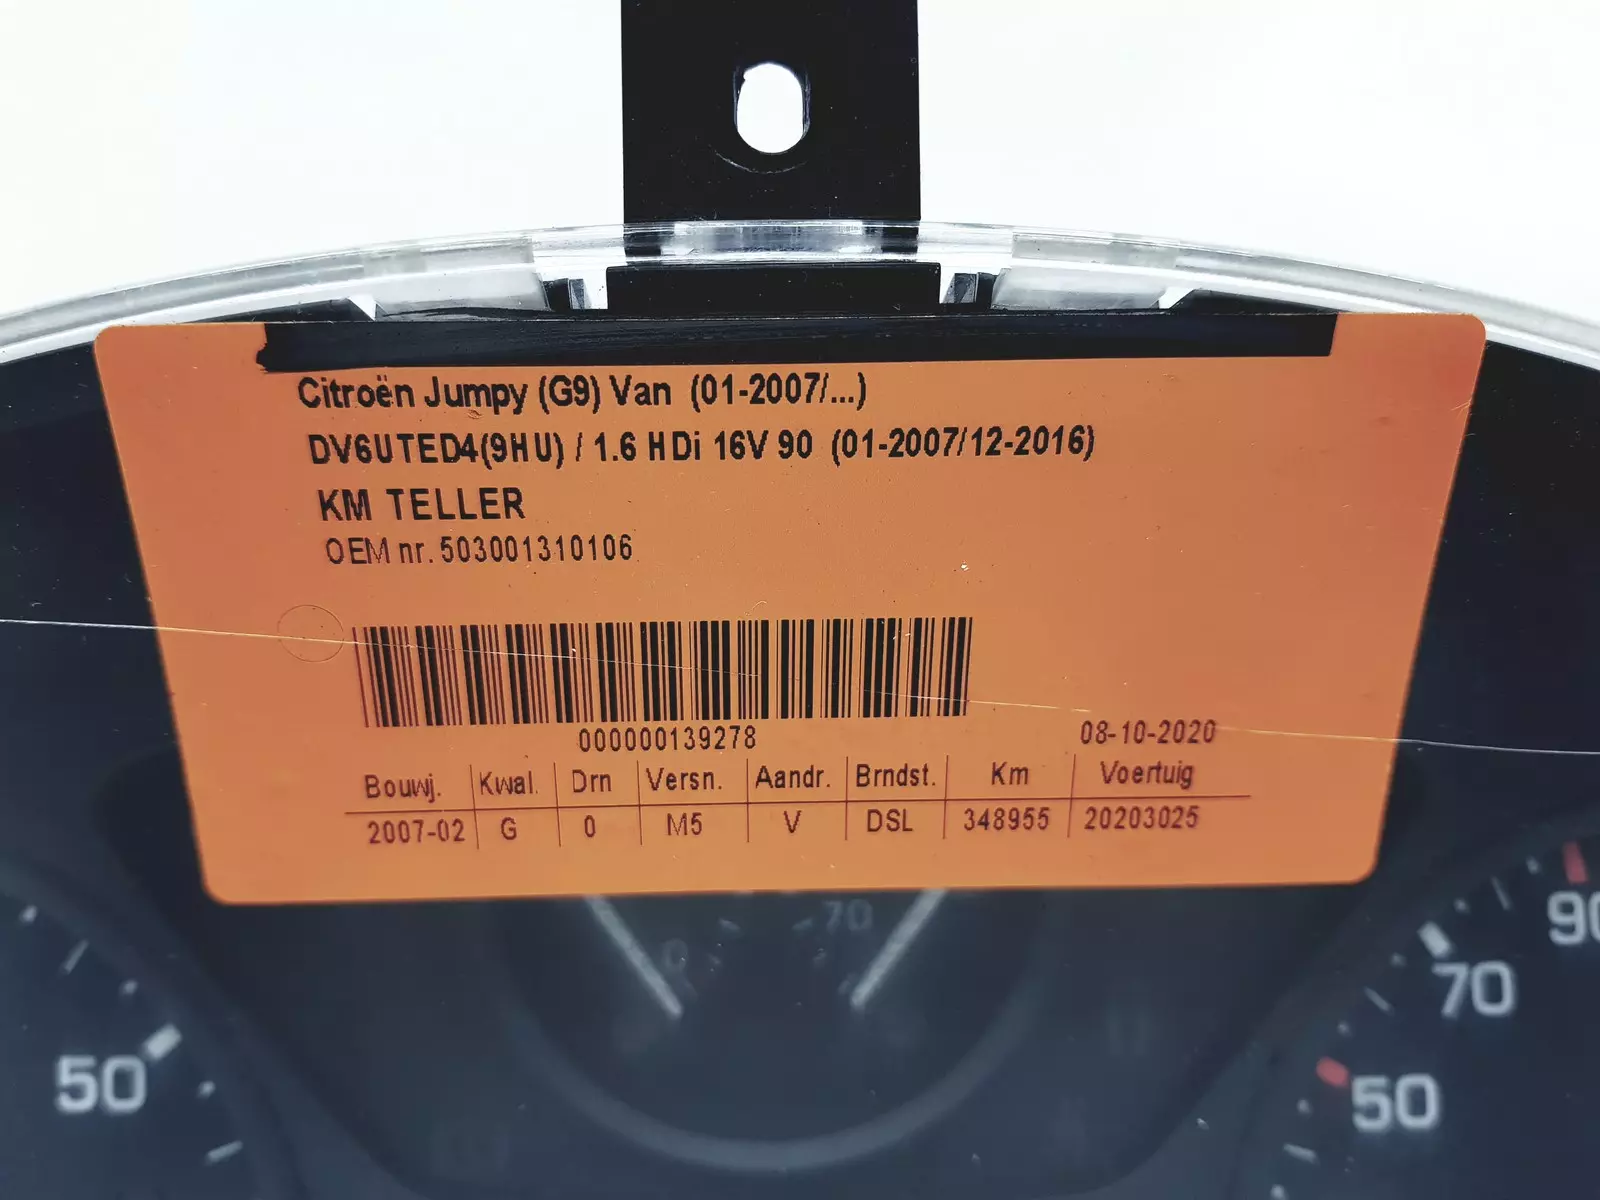 Citroën Jumpy (G9) Van (01-2007/...)
DV6UTED4(9HU) / 1.6 HDi 16V 90 (01-2007/12-2016)
KM TELLER
OEM nr. 503001310106
000000139278
08-10-2020
Bouwj. Kwal. Drn Versn. Aandr. Brndst. Km Voertuig
2007-02 G 0 M5 V DSL 348955 20203025
0 70
90
70
50 50